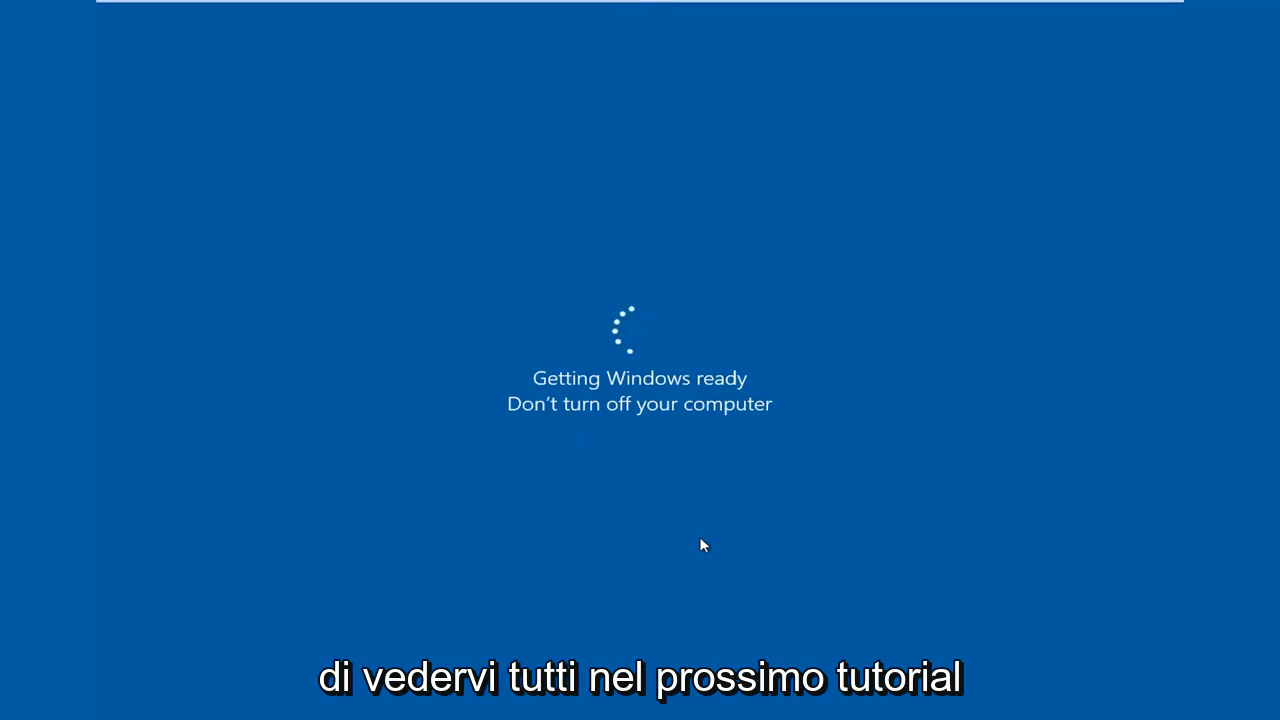 Getting Windows ready
Don’t turn off your computer
di vedervi tutti nel prossimo tutorial